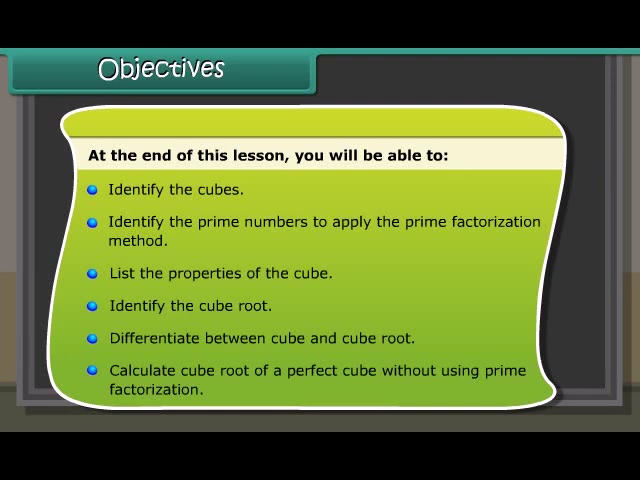 Objectives
At the end of this lesson, you will be able to:
Identify the cubes.
Identify the prime numbers to apply the prime factorization
method.
List the properties of the cube.
Identify the cube root.
Differentiate between cube and cube root.
Calculate cube root of a perfect cube without using prime
factorization.